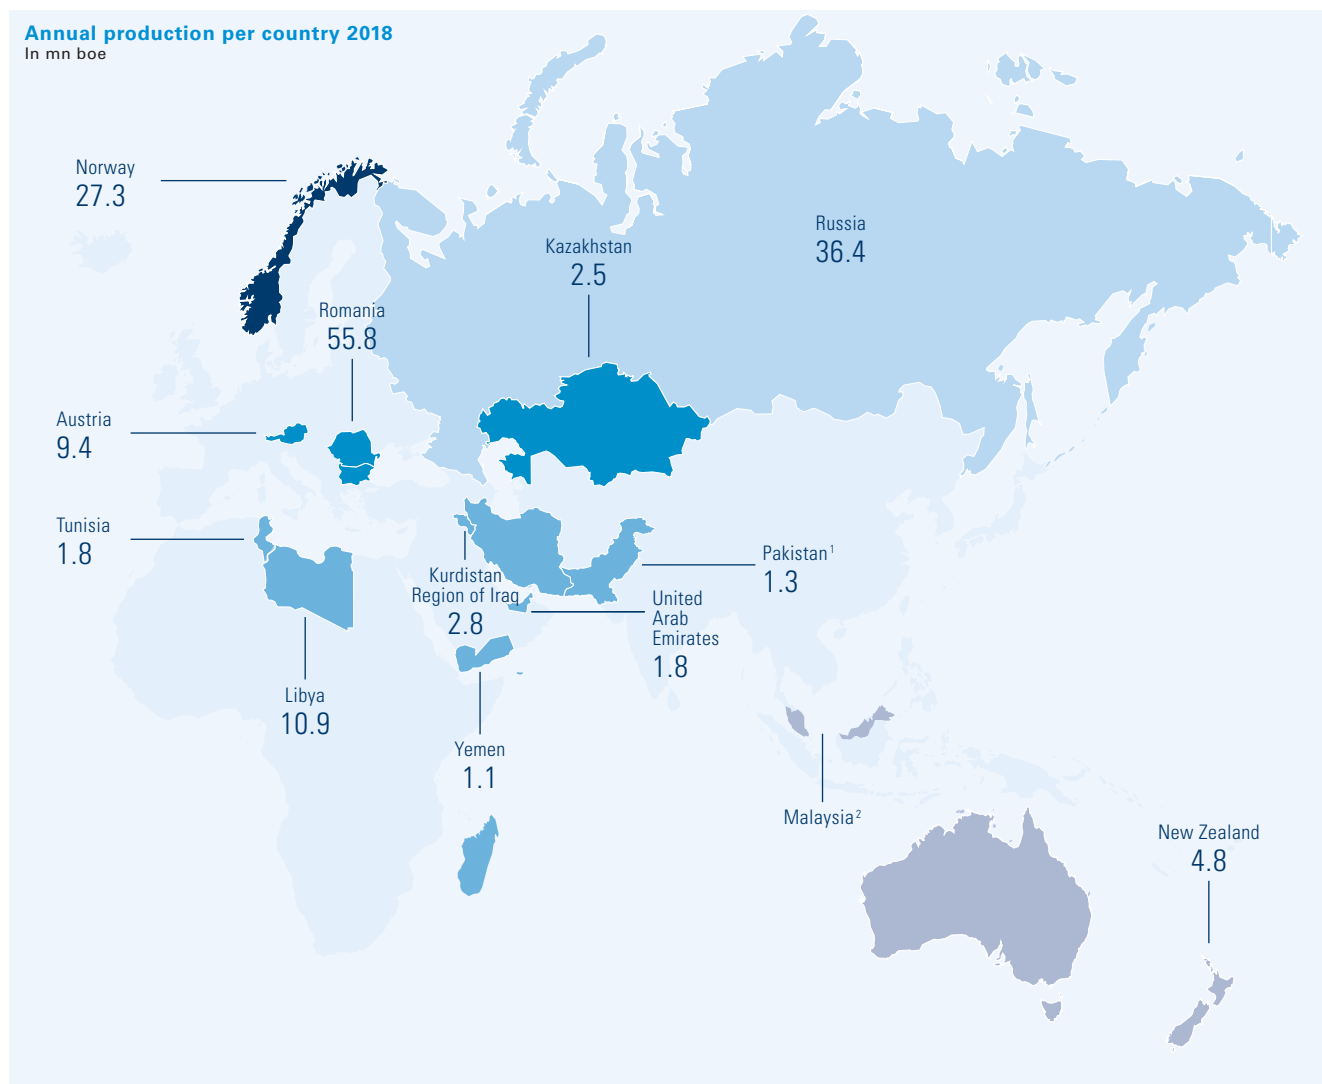 Annual production per country 2018
In mn boe
Norway
27.3
Russia
36.4
Kazakhstan
2.5
Romania
55.8
Austria
9.4
Tunisia
1.8
Pakistan¹
1.3
Kurdistan
Region of Iraq
2.8
United
Arab
Emirates
1.8
Libya
10.9
Yemen
1.1
Malaysia²
New Zealand
4.8